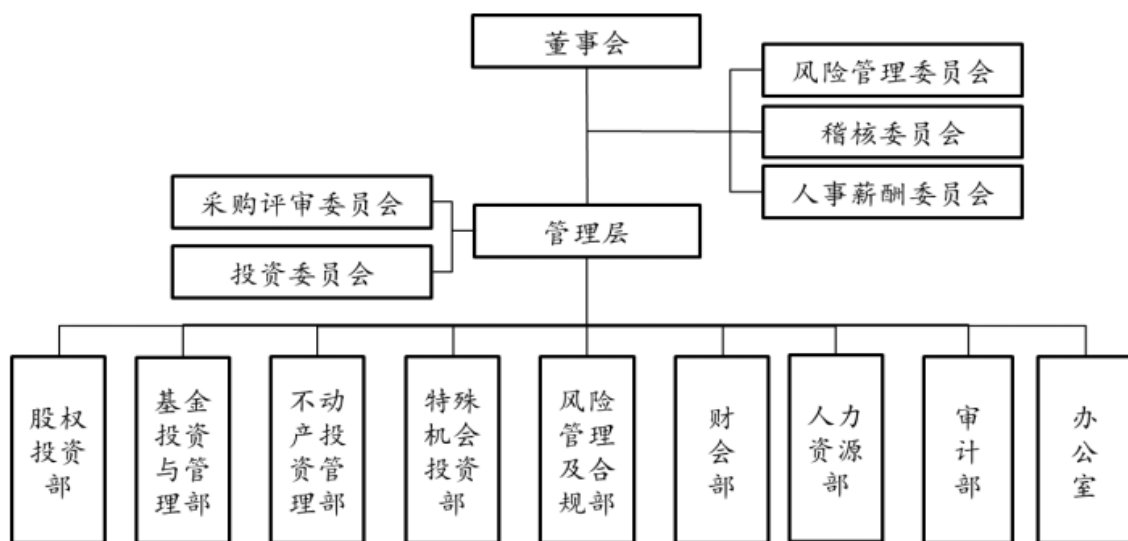 董事会
风险管理委员会
稽核委员会
人事薪酬委员会
采购评审委员会
管理层
投资委员会
股权
投资
部
基金
投资
与管
理部
不动
产投
资管
理部
特殊
机会
投资
部
风险
管理
及合
规部
财
会
部
人力
资源
部
审
计
部
办
公
室